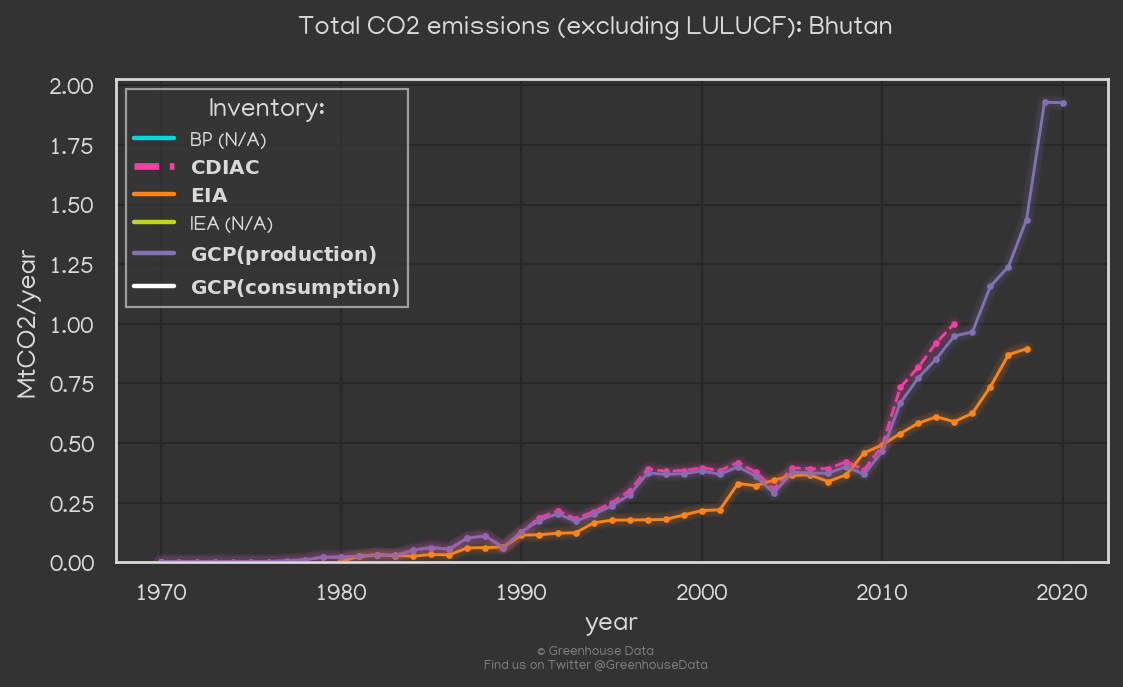 Total CO2 emissions (excluding LULUCF): Bhutan
2.00
1.75
1.50
1.25
1.00
0.75
0.50
0.25
0.00
MtCO2/year
Inventory:
BP (N/A)
CDIAC
EIA
IEA (N/A)
GCP(production)
GCP(consumption)
1970 1980 1990 2000 2010 2020
year
© Greenhouse Data
Find us on Twitter @GreenhouseData